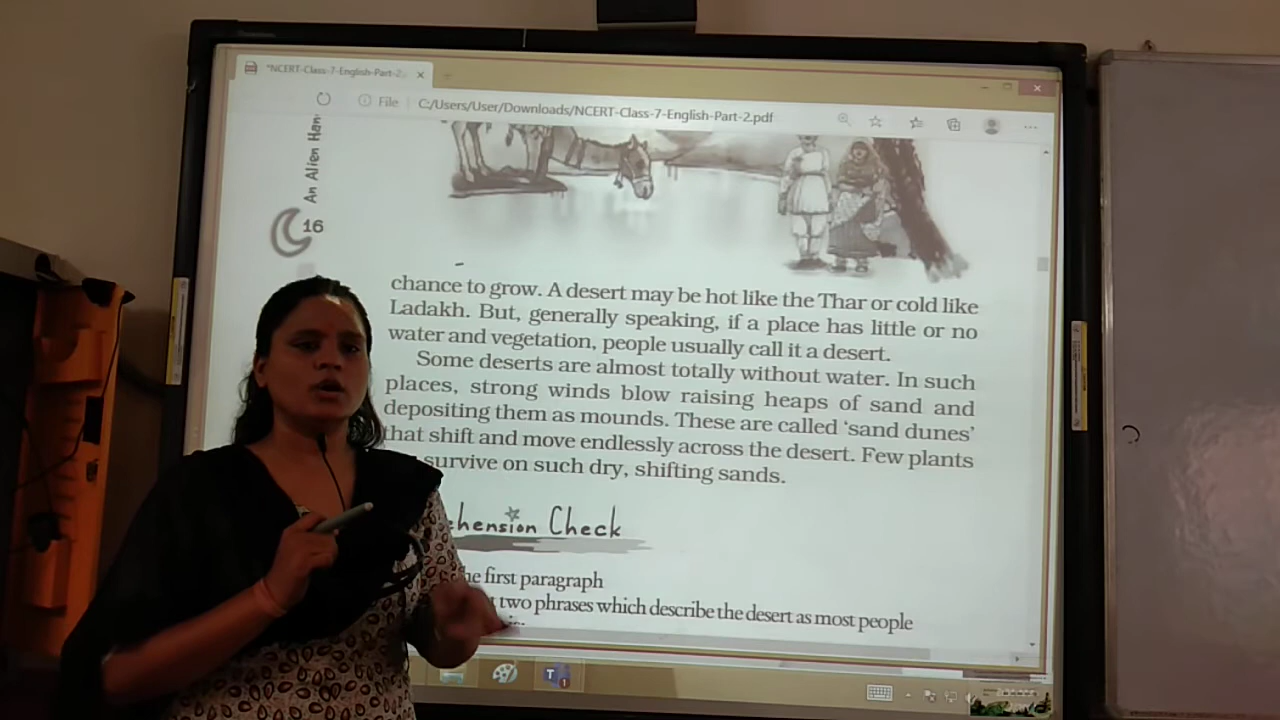 *NCERT-Class-7-English-Part-2
File
C:/Users/User/Downloads/NCERT-Class-7-English-Part-2.pdf
An Alien Han
16
chance to grow. A desert may be hot like the Thar or cold like
Ladakh. But, generally speaking, if a place has little or no
water and vegetation, people usually call it a desert.
Some deserts are almost totally without water. In such
places, strong winds blow raising heaps of sand and
depositing them as mounds. These are called ‘sand dunes’
that shift and move endlessly across the desert. Few plants
survive on such dry, shifting sands.
hension Check
first paragraph
two phrases which describe the desert as most people